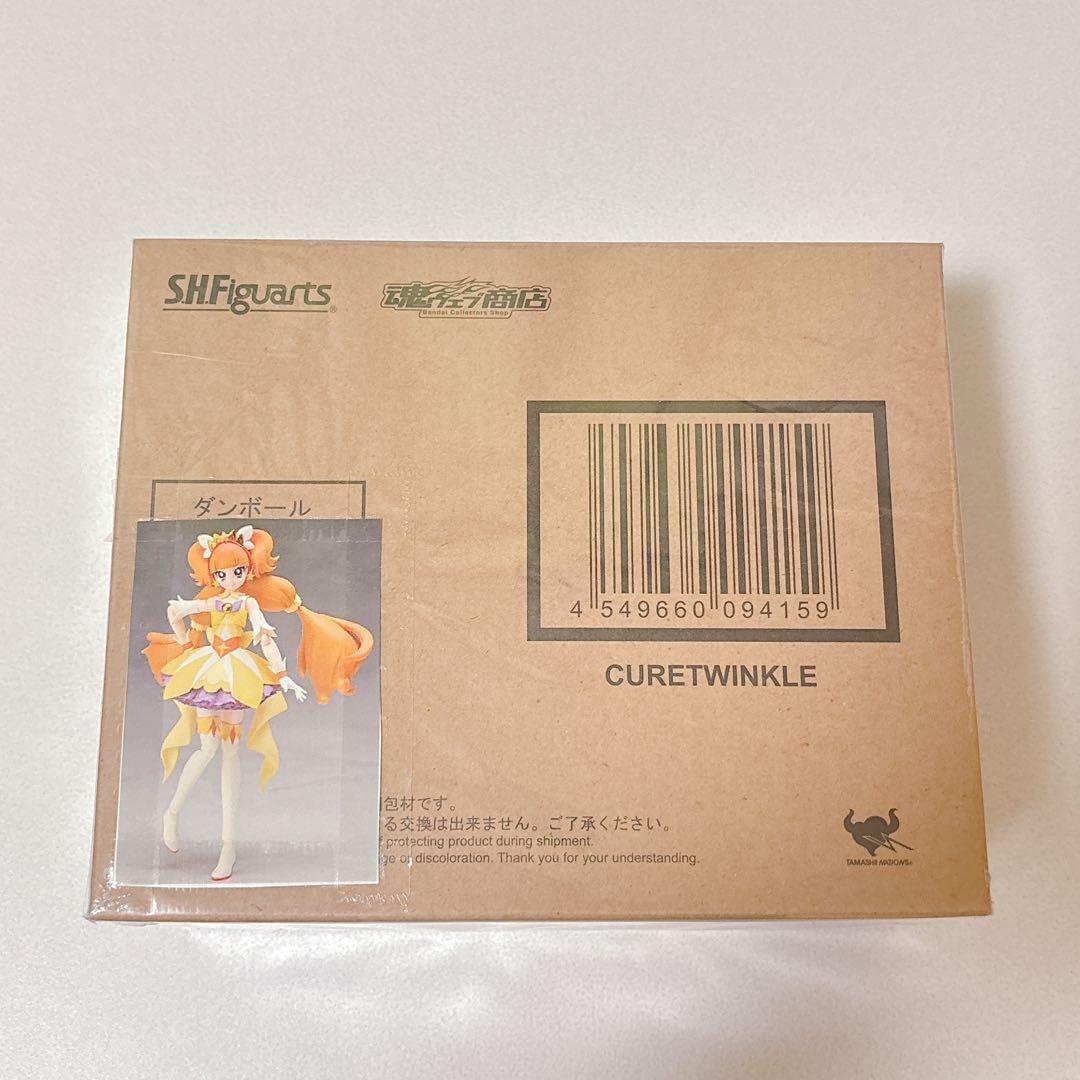 S.H.Figuarts®
魂ウェブ商店
Bandai Collectors Shop
ダンボール
4 549660 094159
CURETWINKLE
包材です。
る交換は出来ません。ご了承ください。
f protecting product during shipment.
ge or discoloration. Thank you for your understanding.
TAMASHII NATIONS